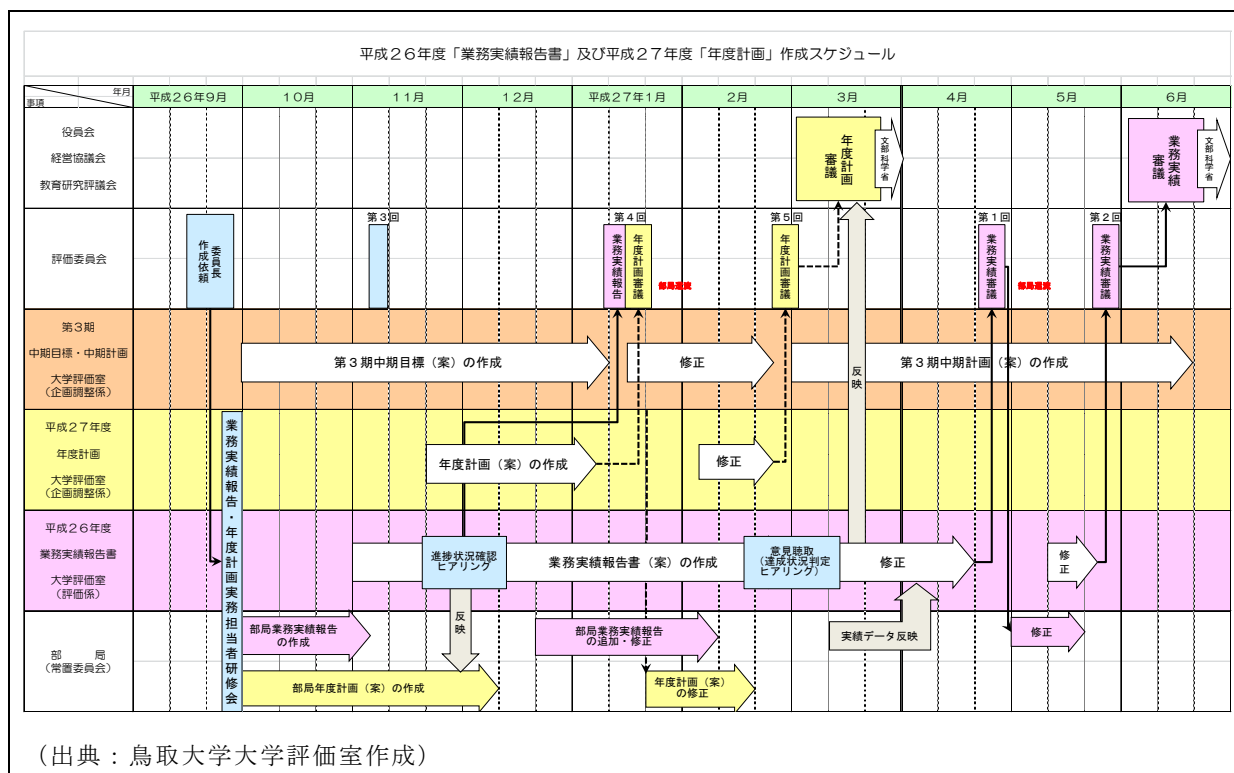 平成26年度「業務実績報告書」及び平成27年度「年度計画」作成スケジュール
年月
事項
平成26年9月
10月
11月
12月
平成27年1月
2月
3月
4月
5月
6月
役員会
経営協議会
教育研究評議会
年度計画
審議
文部科学省
業務実績
審議
文部科学省
評価委員会
委員長
作成依頼
第3回
第4回
業務実績報告
年度計画審議
部局還流
第5回
年度計画審議
第1回
業務実績審議
部局還流
第2回
業務実績審議
第3期
中期目標・中期計画
大学評価室
(企画調整係)
第3期中期目標(案)の作成
修正
第3期中期計画(案)の作成
反映
平成27年度
年度計画
大学評価室
(企画調整係)
業務実績報告・年度計画実務担当者研修会
年度計画(案)の作成
修正
平成26年度
業務実績報告書
大学評価室
(評価係)
進捗状況確認
ヒアリング
業務実績報告書(案)の作成
意見聴取
(達成状況判定
ヒアリング)
修正
修正
部局
(常置委員会)
部局業務実績報告
の作成
反映
部局業務実績報告
の追加・修正
実績データ反映
修正
部局年度計画(案)の作成
年度計画(案)
の修正
(出典:鳥取大学大学評価室作成)